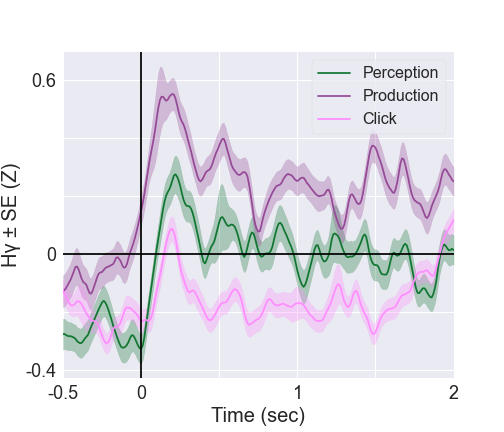 Perception
Production
Click
Hγ ± SE (Z)
0.6
0
-0.4
-0.5 0 1 2
Time (sec)